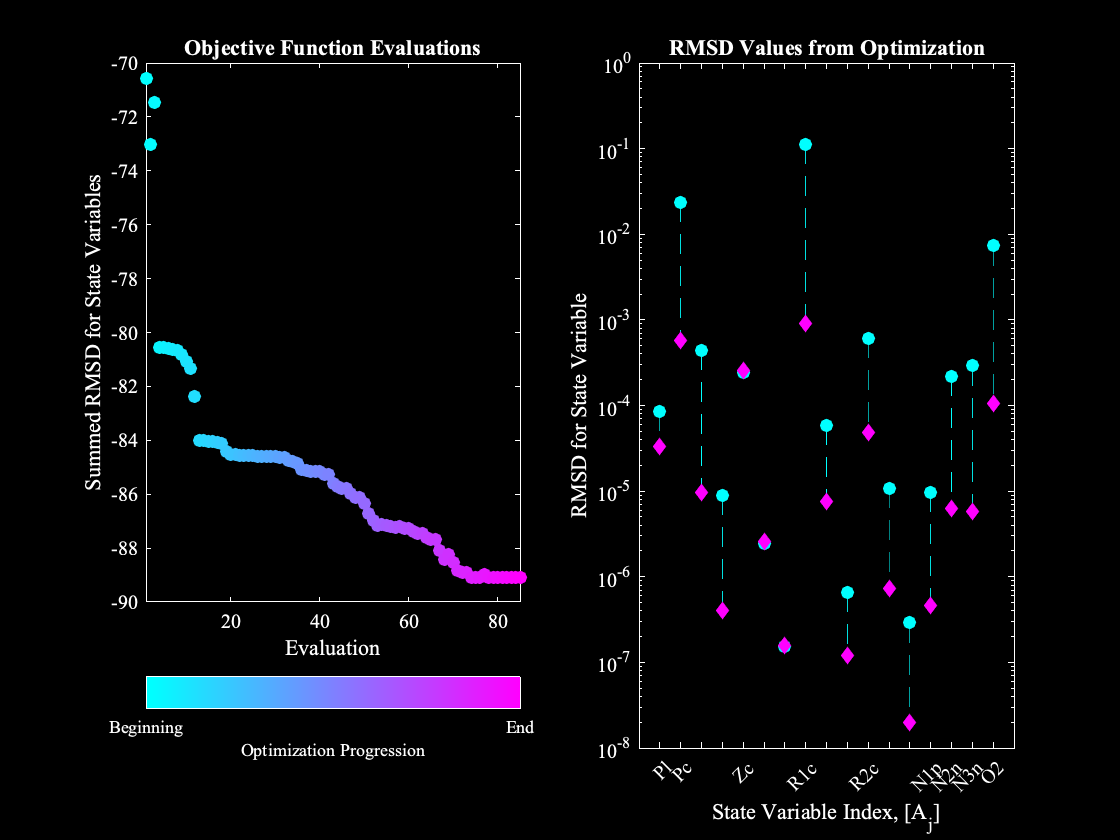 Objective Function Evaluations
Summed RMSD for State Variables
-70
-72
-74
-76
-78
-80
-82
-84
-86
-88
-90
20 40 60 80
Evaluation
Beginning End
Optimization Progression
RMSD Values from Optimization
RMSD for State Variable
10^0
10^-1
10^-2
10^-3
10^-4
10^-5
10^-6
10^-7
10^-8
P1 Pc Zc R1c R2c N1p N2n N3n O2
State Variable Index, [A_j]